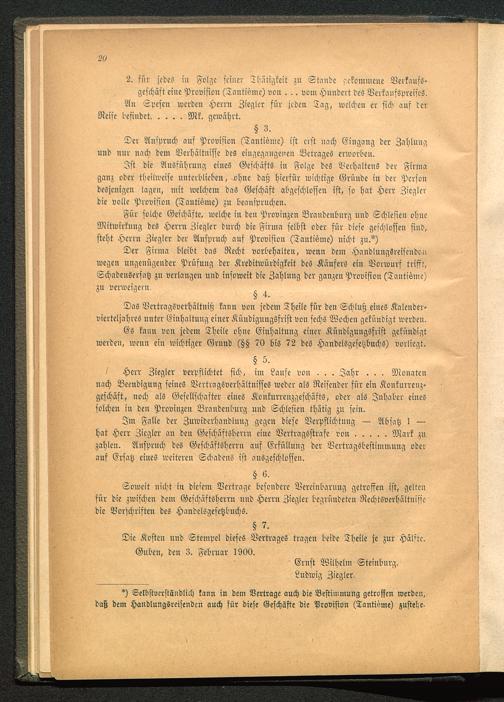 20
2. für jedes in Folge seiner Thätigkeit zu Stande gekommene Verkaufs-
geschäft eine Provision (Tantième) von . . . vom Hundert des Verkaufspreises.
An Spesen werden Herrn Ziegler für jeden Tag, welchen er sich auf der
Reise befindet, . . . . Mk. gewährt.
§ 3.
Der Anspruch auf Provision (Tantième) ist erst nach Eingang der Zahlung
und nur nach dem Verhältnisse des eingegangenen Betrages erworben.
Ist die Ausführung eines Geschäfts in Folge des Verhaltens der Firma
ganz oder theilweise unterblieben, ohne daß hierfür wichtige Gründe in der Person
desjenigen lagen, mit welchem das Geschäft abgeschlossen ist, so hat Herr Ziegler
die volle Provision (Tantième) zu beanspruchen.
Für solche Geschäfte, welche in den Provinzen Brandenburg und Schlesien ohne
Mitwirkung des Herrn Ziegler durch die Firma selbst oder für diese geschlossen sind,
steht Herrn Ziegler der Anspruch auf Provision (Tantième) nicht zu.*)
Der Firma bleibt das Recht vorbehalten, wenn dem Handlungsreisenden
wegen ungenügender Prüfung der Kreditwürdigkeit des Käufers ein Vorwurf trifft,
Schadensersatz zu verlangen und insoweit die Zahlung der ganzen Provision (Tantième)
zu verweigern.
§ 4.
Das Vertragsverhältniß kann von jedem Theile für den Schluß eines Kalender-
vierteljahres unter Einhaltung einer Kündigungsfrist von sechs Wochen gekündigt werden.
Es kann von jedem Theile ohne Einhaltung einer Kündigungsfrist gekündigt
werden, wenn ein wichtiger Grund (§§ 70 bis 72 des Handelsgesetzbuchs) vorliegt.
§ 5.
Herr Ziegler verpflichtet sich, im Laufe von . . . Jahr . . . Monaten
nach Beendigung seines Vertragsverhältnisses weder als Reisender für ein Konkurrenz-
geschäft, noch als Gesellschafter eines Konkurrenzgeschäfts, oder als Inhaber eines
solchen in den Provinzen Brandenburg und Schlesien thätig zu sein.
Im Falle der Zuwiderhandlung gegen diese Verpflichtung — Absatz 1 —
hat Herr Ziegler an den Geschäftsherrn eine Vertragsstrafe von . . . . . Mark zu
zahlen. Anspruch des Geschäftsherrn auf Erfüllung der Vertragsbestimmung oder
auf Ersatz eines weiteren Schadens ist ausgeschlossen.
§ 6.
Soweit nicht in diesem Vertrage besondere Vereinbarung getroffen ist, gelten
für die zwischen dem Geschäftsherrn und Herrn Ziegler begründeten Rechtsverhältnisse
die Vorschriften des Handelsgesetzbuchs.
§ 7.
Die Kosten und Stempel dieses Vertrages tragen beide Theile je zur Hälfte.
Guben, den 3. Februar 1900.
Ernst Wilhelm Steinburg.
Ludwig Ziegler.
*) Selbstverständlich kann in dem Vertrage auch die Bestimmung getroffen werden,
daß dem Handlungsreisenden auch für diese Geschäfte die Provision (Tantième) zustehe.